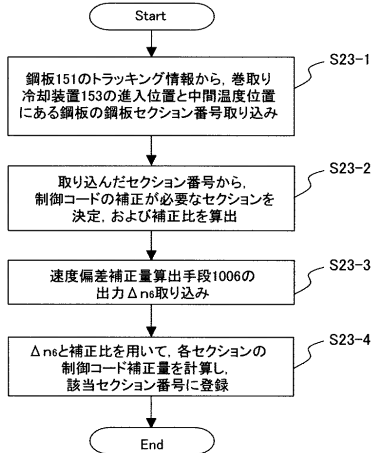 Start
S23-1
鋼板151のトラッキング情報から，巻取り
冷却装置153の進入位置と中間温度位置
にある鋼板の鋼板セクション番号取り込み
S23-2
取り込んだセクション番号から，
制御コードの補正が必要なセクションを
決定，および補正比を算出
S23-3
速度偏差補正量算出手段1006の
出力Δn6取り込み
S23-4
Δn6と補正比を用いて，各セクションの
制御コード補正量を計算し，
該当セクション番号に登録
End